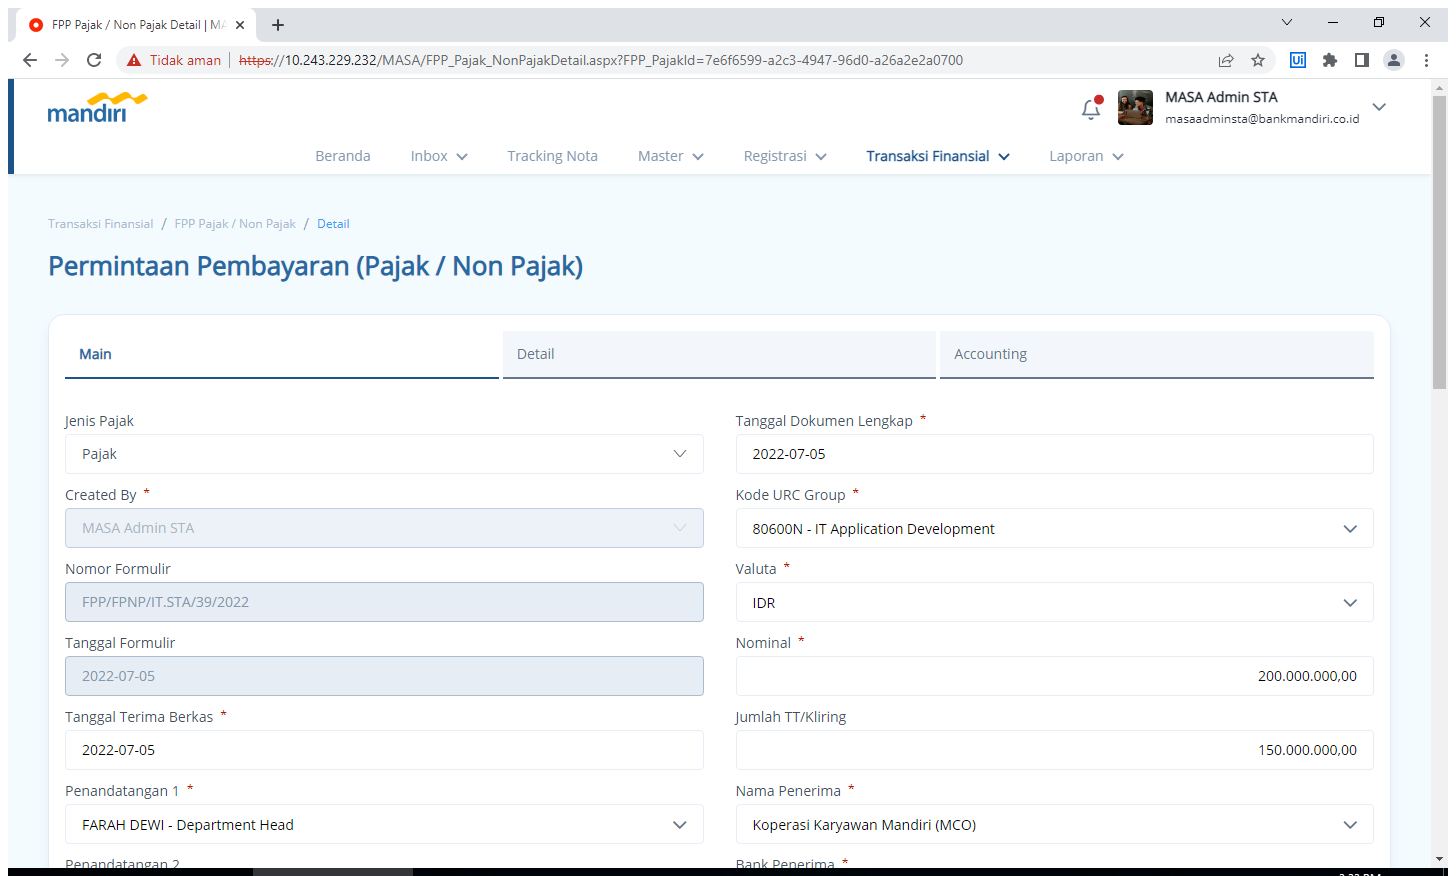 FPP Pajak / Non Pajak Detail | MA
Tidak aman
https://10.243.229.232/MASA/FPP_Pajak_NonPajakDetail.aspx?FPP_PajakId=7e6f6599-a2c3-4947-96d0-a26a2e2a0700
mandiri
MASA Admin STA
masaadminsta@bankmandiri.co.id
Beranda Inbox Tracking Nota Master Registrasi Transaksi Finansial Laporan
Transaksi Finansial / FPP Pajak / Non Pajak / Detail
Permintaan Pembayaran (Pajak / Non Pajak)
Main Detail Accounting
Jenis Pajak
Pajak
Created By *
MASA Admin STA
Nomor Formulir
FPP/FPNP/IT.STA/39/2022
Tanggal Formulir
2022-07-05
Tanggal Terima Berkas *
2022-07-05
Penandatangan 1 *
FARAH DEWI - Department Head
Penandatangan 2
Tanggal Dokumen Lengkap *
2022-07-05
Kode URC Group *
80600N - IT Application Development
Valuta *
IDR
Nominal *
200.000.000,00
Jumlah TT/Kliring
150.000.000,00
Nama Penerima *
Koperasi Karyawan Mandiri (MCO)
Bank Penerima *